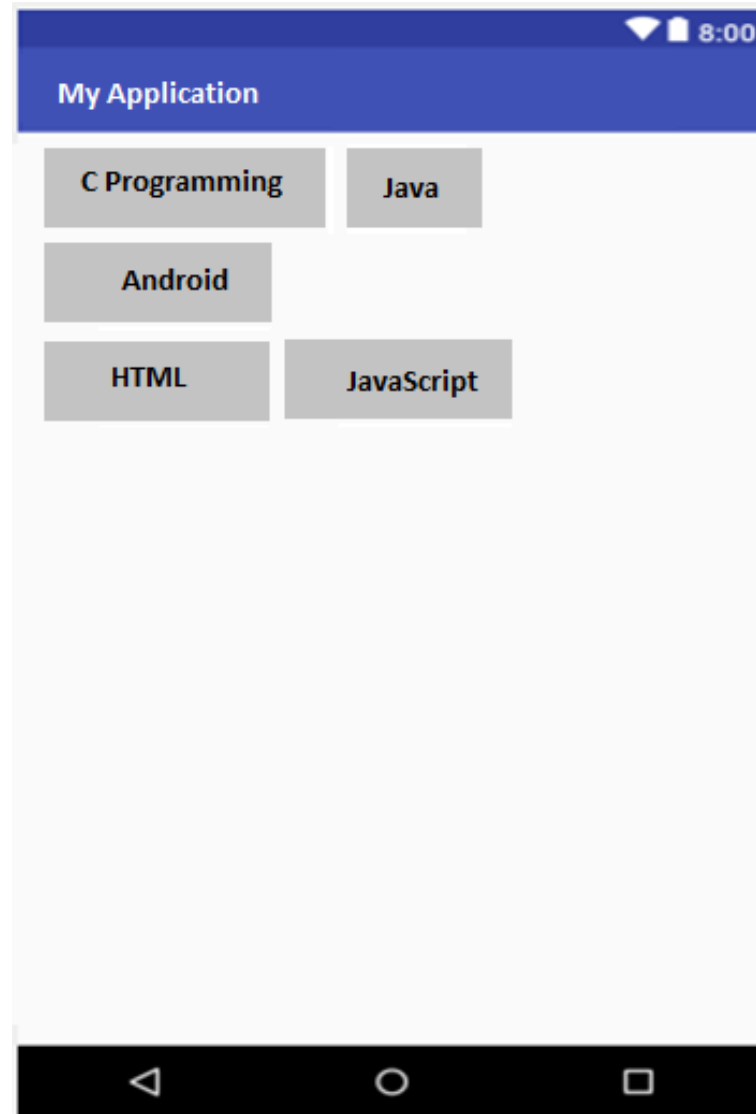 8:00
My Application
C Programming Java
Android
HTML JavaScript